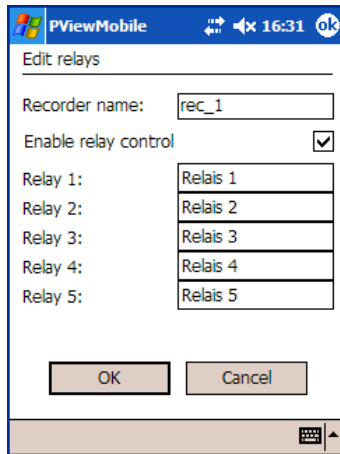 PViewMobile 16:31 ok
Edit relays
Recorder name: rec_1
Enable relay control
Relay 1: Relais 1
Relay 2: Relais 2
Relay 3: Relais 3
Relay 4: Relais 4
Relay 5: Relais 5
OK Cancel